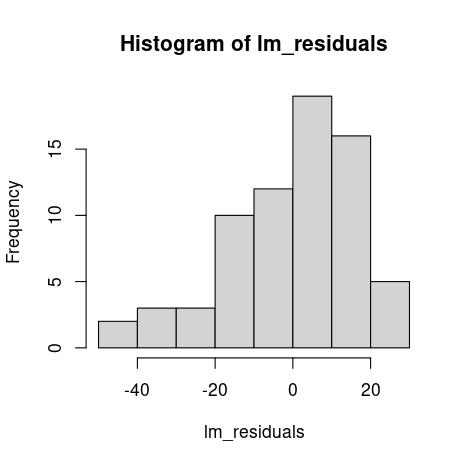 Histogram of lm_residuals
Frequency
15
10
5
0
-40 -20 0 20
lm_residuals